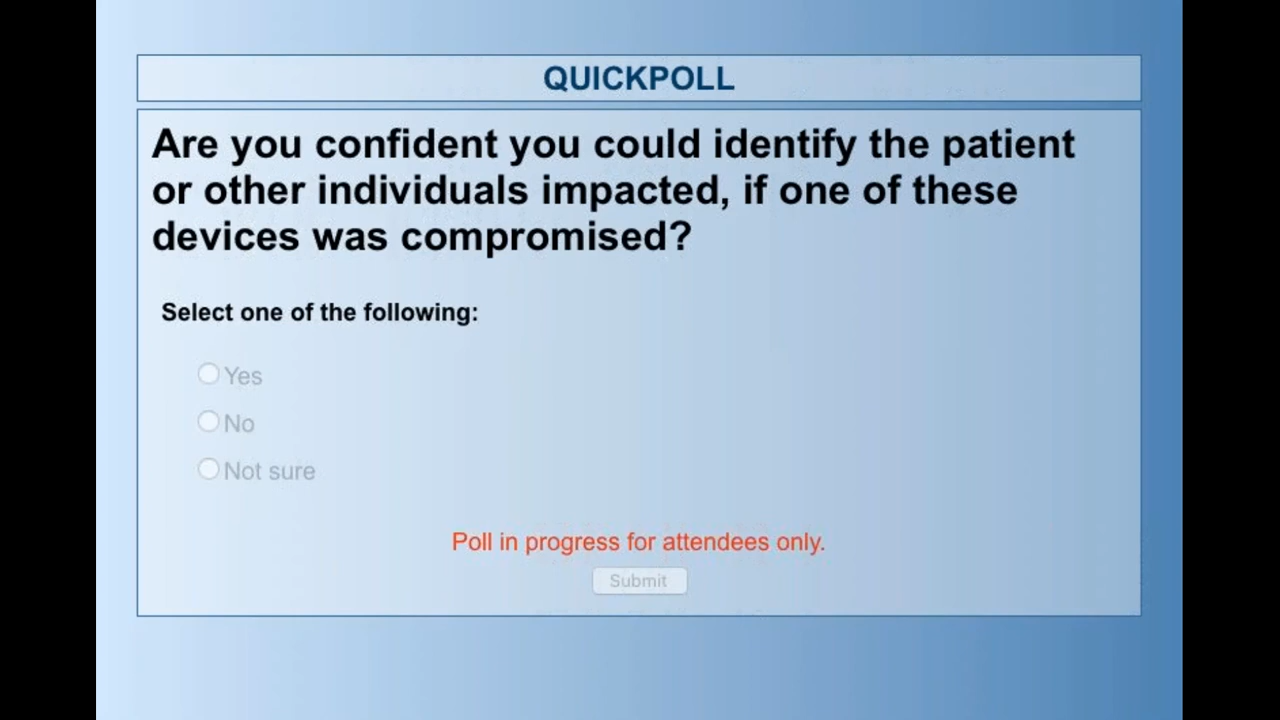 QUICKPOLL
Are you confident you could identify the patient
or other individuals impacted, if one of these
devices was compromised?
Select one of the following:
Yes
No
Not sure
Poll in progress for attendees only.
Submit